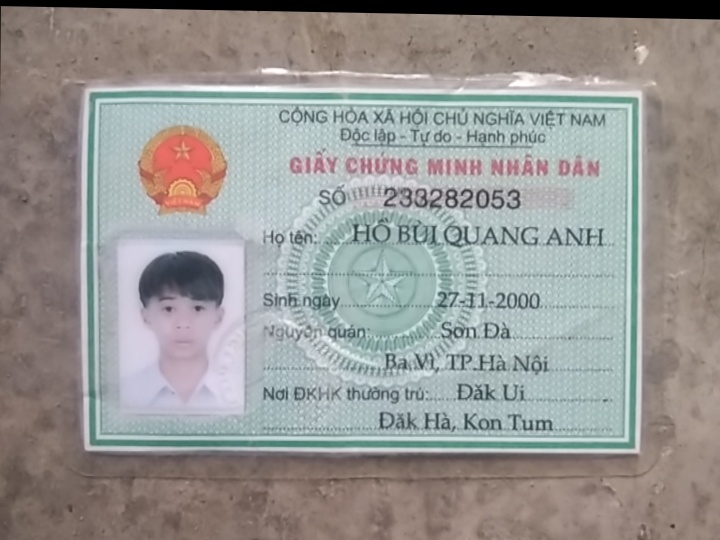 CỘNG HÒA XÃ HỘI CHỦ NGHĨA VIỆT NAM
Độc lập - Tự do - Hạnh phúc
GIẤY CHỨNG MINH NHÂN DÂN
SỐ 233282053
Họ tên: HỒ BÙI QUANG ANH
Sinh ngày 27-11-2000
Nguyên quán: Sơn Đà
Ba Vì, TP.Hà Nội
Nơi ĐKHK thường trú: Đăk Ui
Đăk Hà, Kon Tum